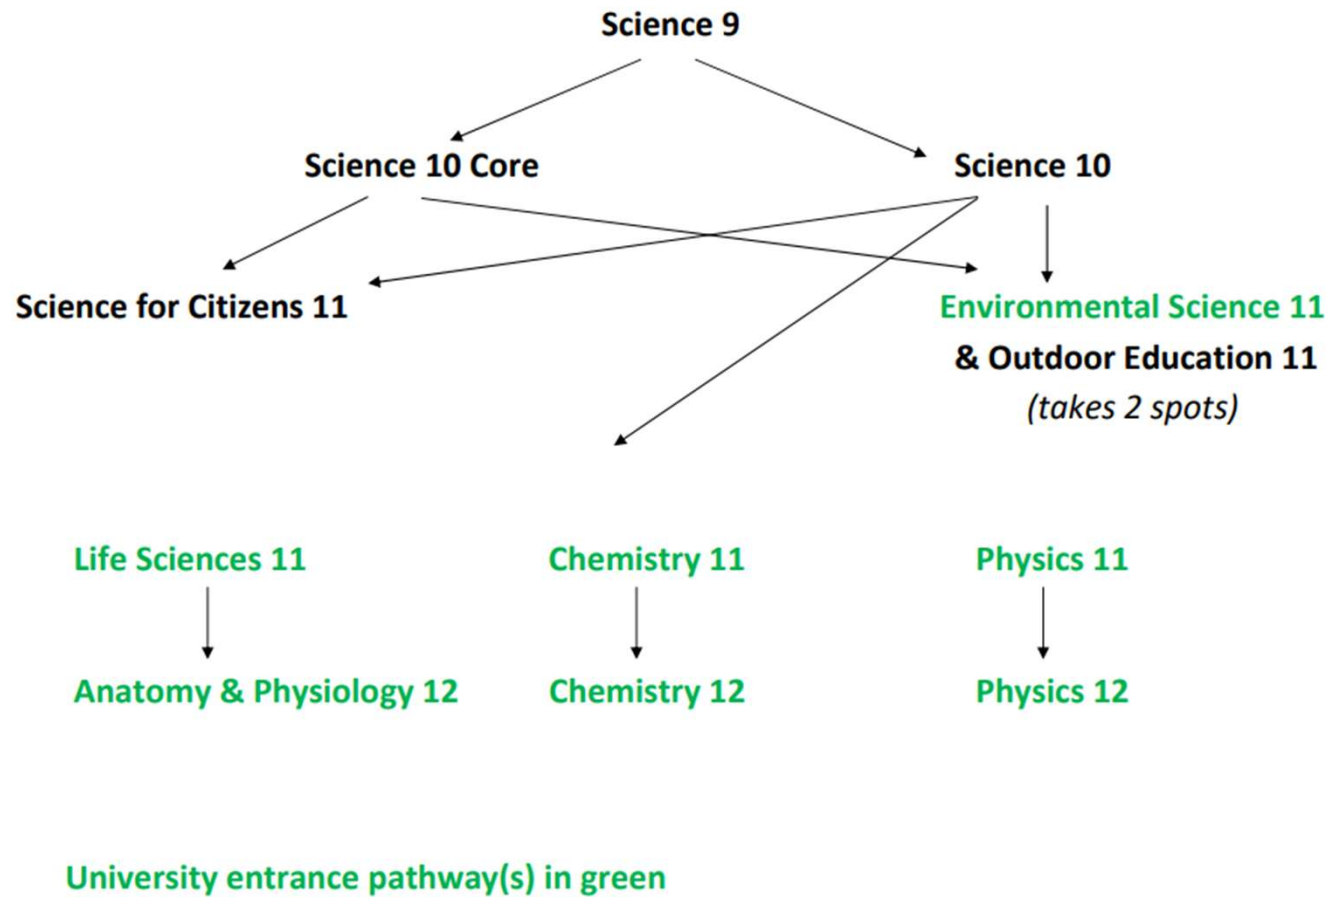 Science 9
Science 10 Core
Science 10
Science for Citizens 11
Environmental Science 11
& Outdoor Education 11
(takes 2 spots)
Life Sciences 11
Chemistry 11
Physics 11
Anatomy & Physiology 12
Chemistry 12
Physics 12
University entrance pathway(s) in green